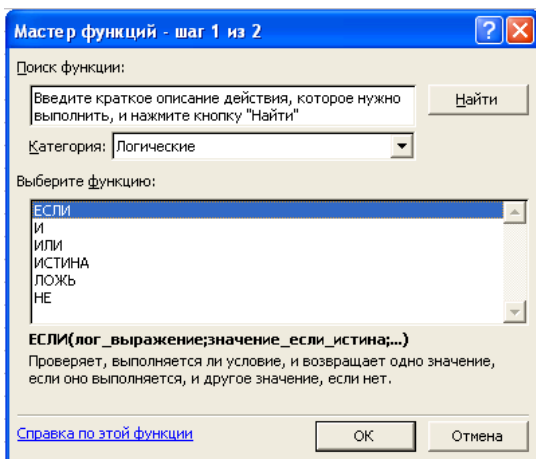 Мастер функций - шаг 1 из 2
Поиск функции:
Введите краткое описание действия, которое нужно
выполнить, и нажмите кнопку "Найти"
Найти
Категория: Логические
Выберите функцию:
ЕСЛИ
И
ИЛИ
ИСТИНА
ЛОЖЬ
НЕ
ЕСЛИ(лог_выражение;значение_если_истина;...)
Проверяет, выполняется ли условие, и возвращает одно значение,
если оно выполняется, и другое значение, если нет.
Справка по этой функции
ОК
Отмена